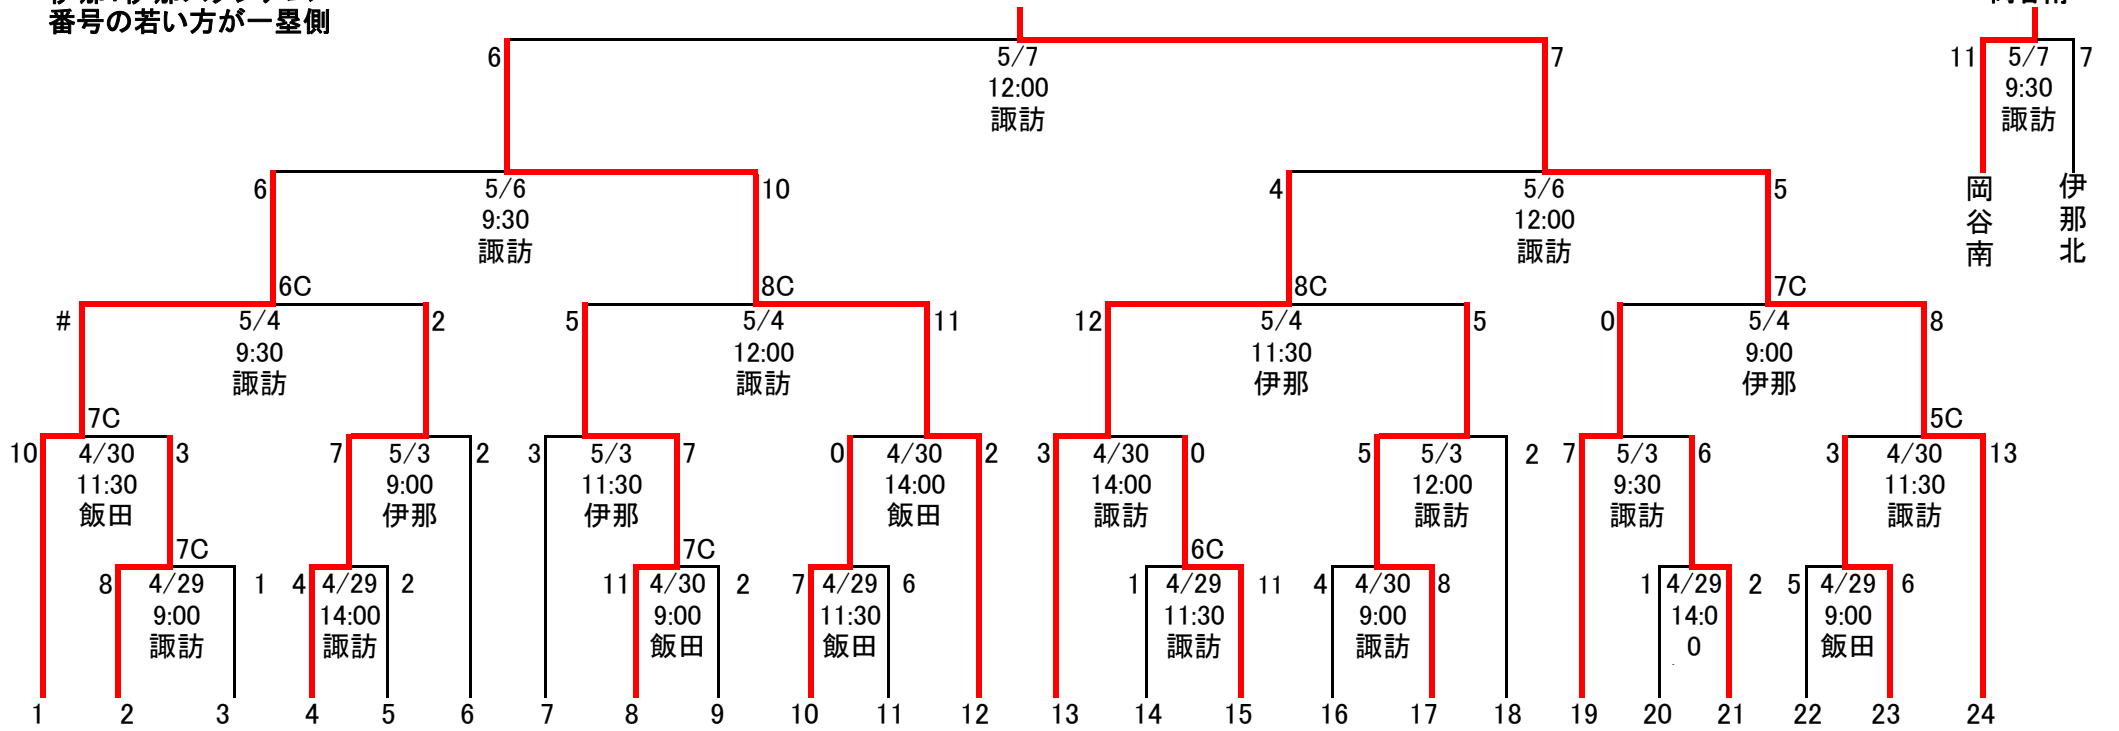 番号の若い方が一塁側
6 5/7 7
12:00
諏訪
11 5/7 7
9:30
諏訪
岡谷南
伊那北
6 5/6 10
9:30
諏訪
4 5/6 5
12:00
諏訪
6C
# 5/4 2
9:30
諏訪
8C
5 5/4 11
12:00
諏訪
8C
12 5/4 5
11:30
伊那
7C
0 5/4 8
9:00
伊那
7C
10 4/30 3
11:30
飯田
7 5/3 2
9:00
伊那
3 5/3 7
11:30
伊那
0 4/30 2
14:00
飯田
3 4/30 0
14:00
諏訪
5 5/3 2
12:00
諏訪
7 5/3 6
9:30
諏訪
5C
3 4/30 13
11:30
諏訪
7C
8 4/29 1
9:00
諏訪
4 4/29 2
14:00
諏訪
7C
11 4/30 2
9:00
飯田
7 4/29 6
11:30
飯田
6C
1 4/29 11
11:30
諏訪
4 4/30 8
9:00
諏訪
1 4/29 2
14:0
0
5 4/29 6
9:00
飯田
1 2 3 4 5 6 7 8 9 10 11 12 13 14 15 16 17 18 19 20 21 22 23 24